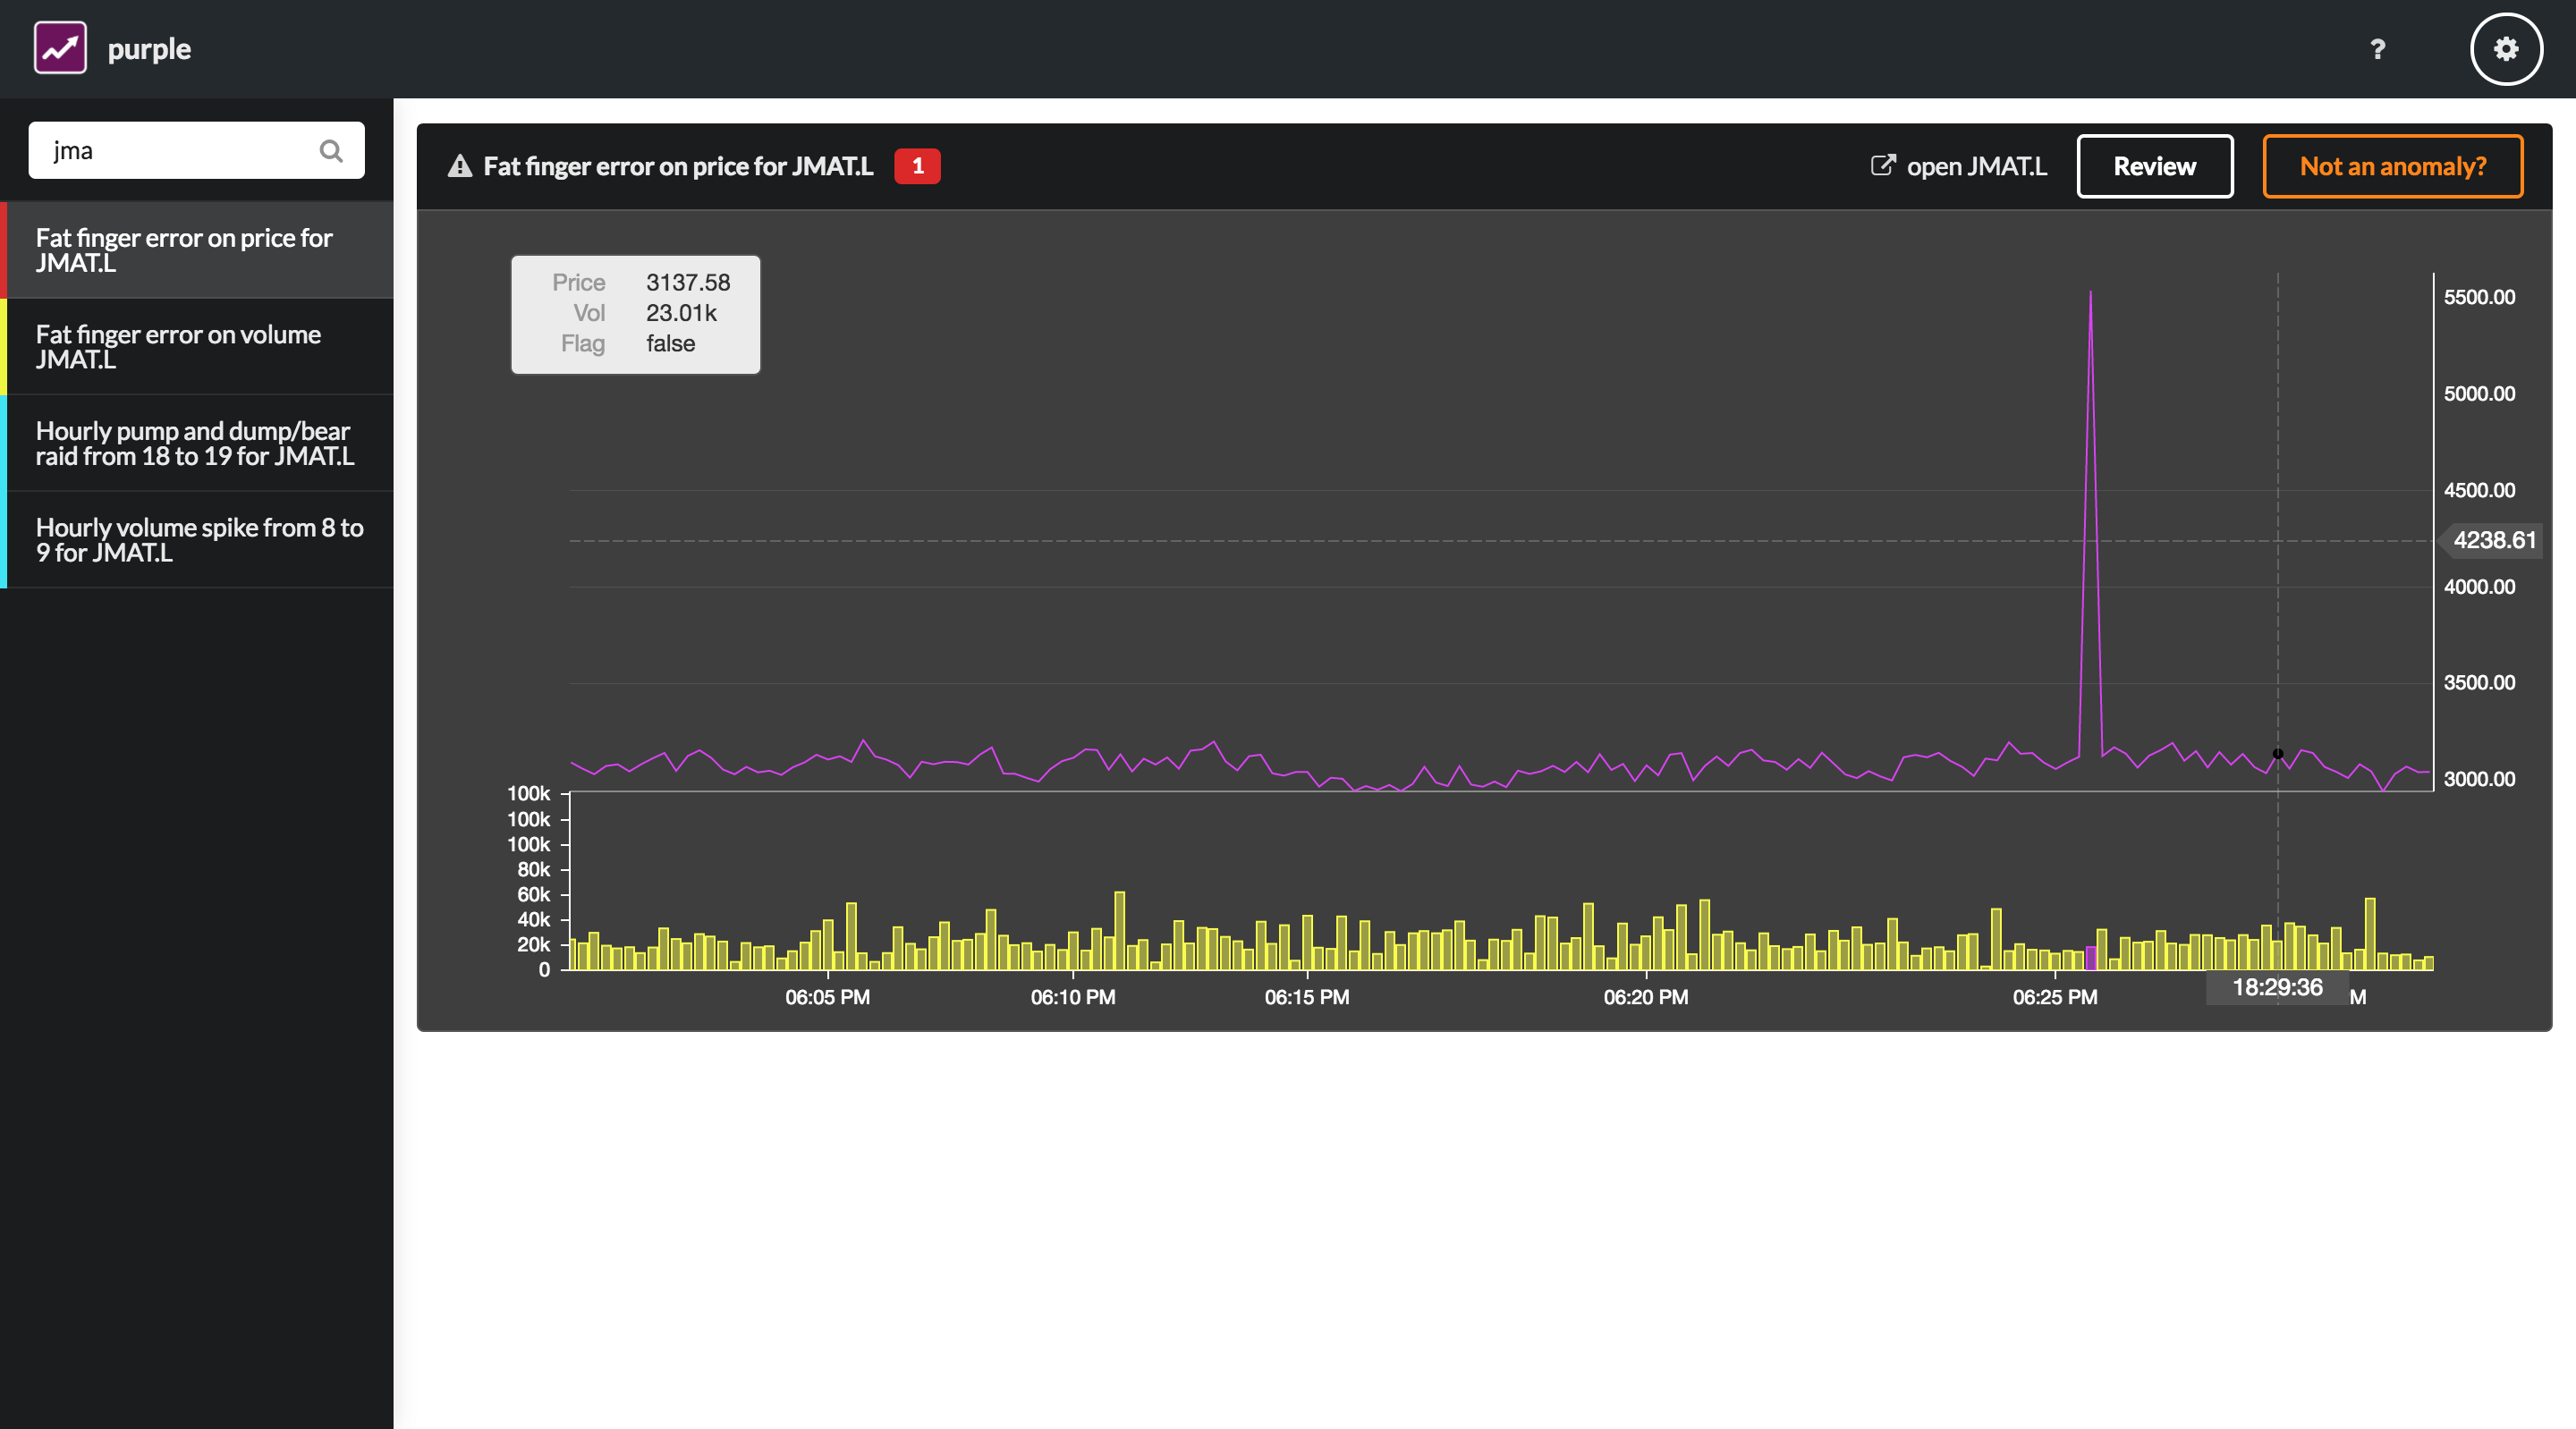 purple
?
jma
Fat finger error on price for
JMAT.L
Fat finger error on volume
JMAT.L
Hourly pump and dump/bear
raid from 18 to 19 for JMAT.L
Hourly volume spike from 8 to
9 for JMAT.L
Fat finger error on price for JMAT.L 1
open JMAT.L
Review
Not an anomaly?
Price 3137.58
Vol 23.01k
Flag false
5500.00
5000.00
4500.00
4238.61
4000.00
3500.00
3000.00
100k
100k
100k
80k
60k
40k
20k
0
06:05 PM 06:10 PM 06:15 PM 06:20 PM 06:25 PM 18:29:36 M